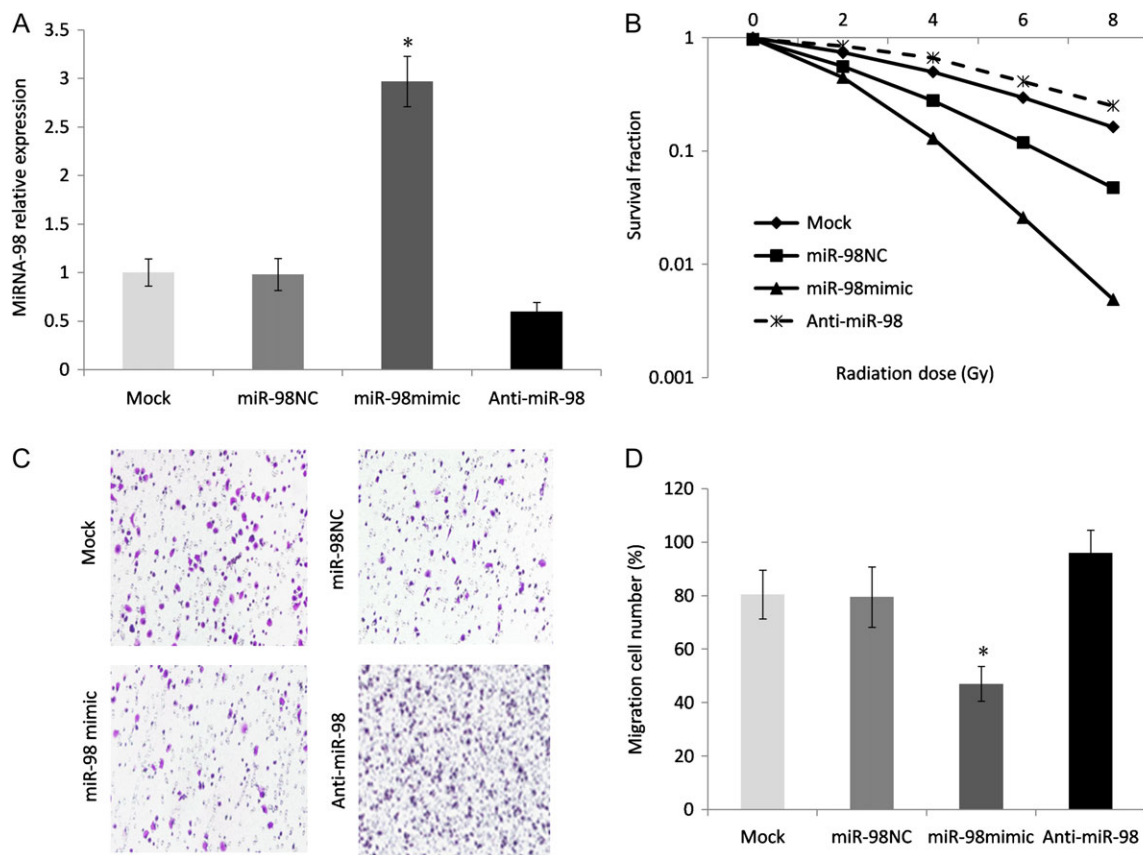 A
MiRNA-98 relative expression
3.5
3
2.5
2
1.5
1
0.5
0
*
Mock miR-98NC miR-98mimic Anti-miR-98
B
0 2 4 6 8
Survival fraction
1
0.1
0.01
0.001
Mock
miR-98NC
miR-98mimic
Anti-miR-98
Radiation dose (Gy)
C
Mock
miR-98NC
miR-98 mimic
Anti-miR-98
D
Migration cell number (%)
120
100
80
60
40
20
0
*
Mock miR-98NC miR-98mimic Anti-miR-98